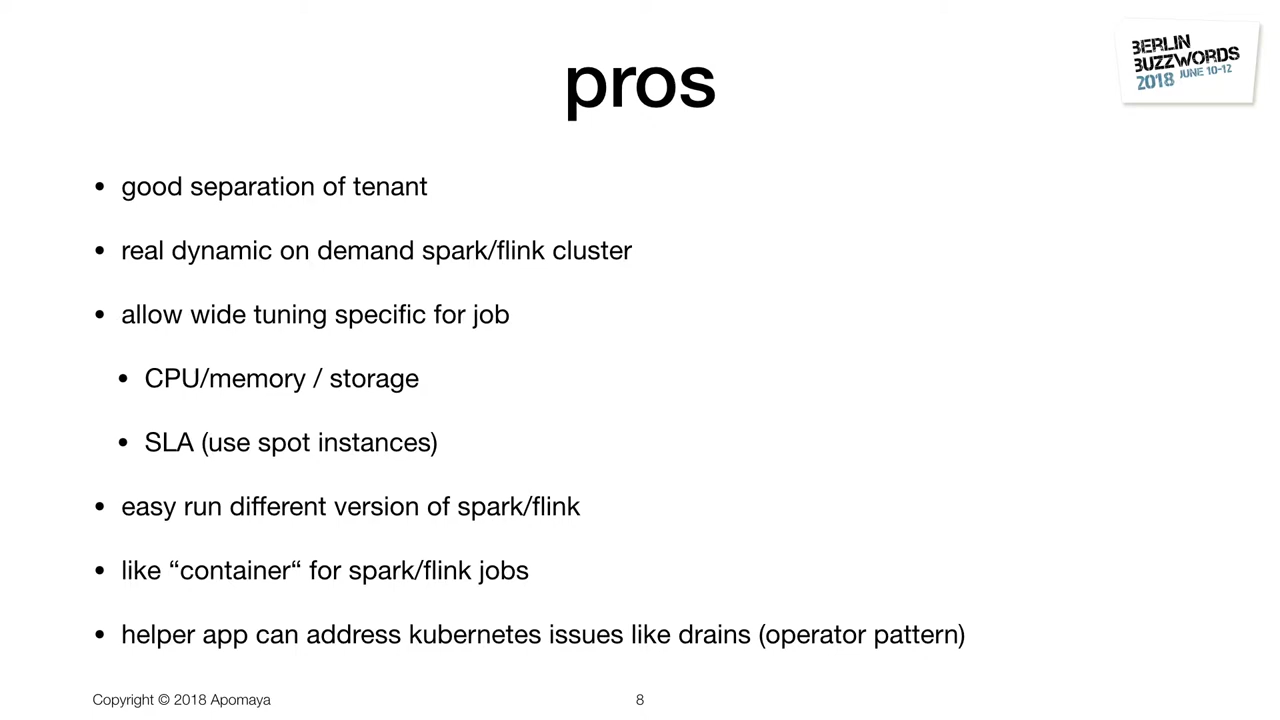 BERLIN
BUZZWORDS
2018 JUNE 10-12
pros
• good separation of tenant
• real dynamic on demand spark/flink cluster
• allow wide tuning specific for job
• CPU/memory / storage
• SLA (use spot instances)
• easy run different version of spark/flink
• like “container“ for spark/flink jobs
• helper app can address kubernetes issues like drains (operator pattern)
Copyright © 2018 Apomaya
8